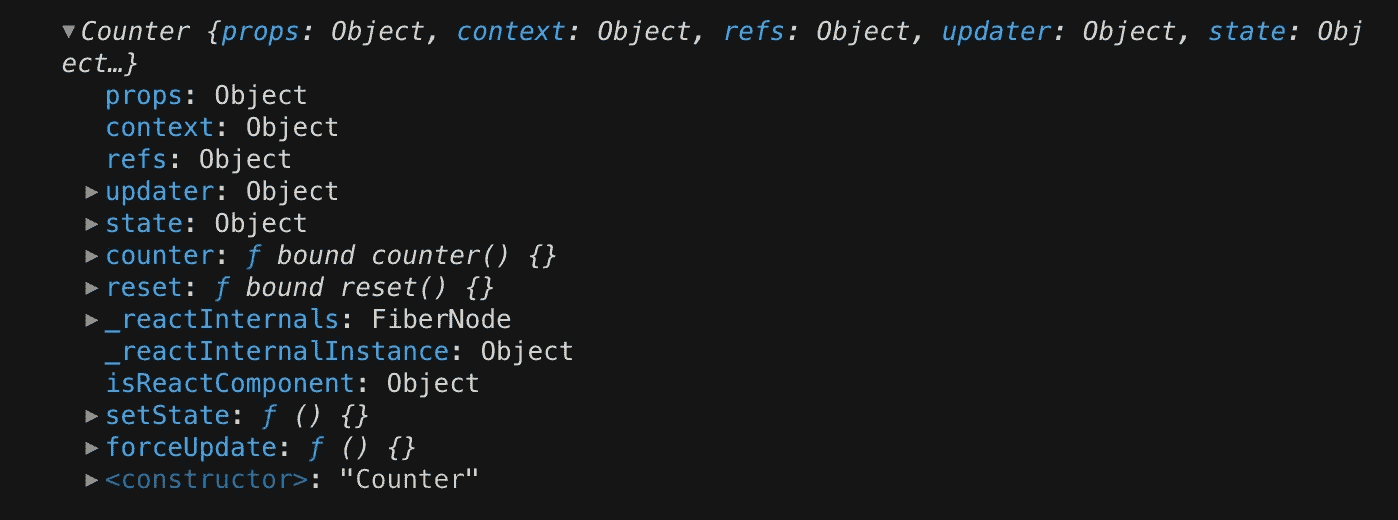 ▼Counter {props: Object, context: Object, refs: Object, updater: Object, state: Obj
ect…}
props: Object
context: Object
refs: Object
▶updater: Object
▶state: Object
▶counter: ƒ bound counter() {}
▶reset: ƒ bound reset() {}
▶_reactInternals: FiberNode
_reactInternalInstance: Object
isReactComponent: Object
▶setState: ƒ () {}
▶forceUpdate: ƒ () {}
▶<constructor>: "Counter"